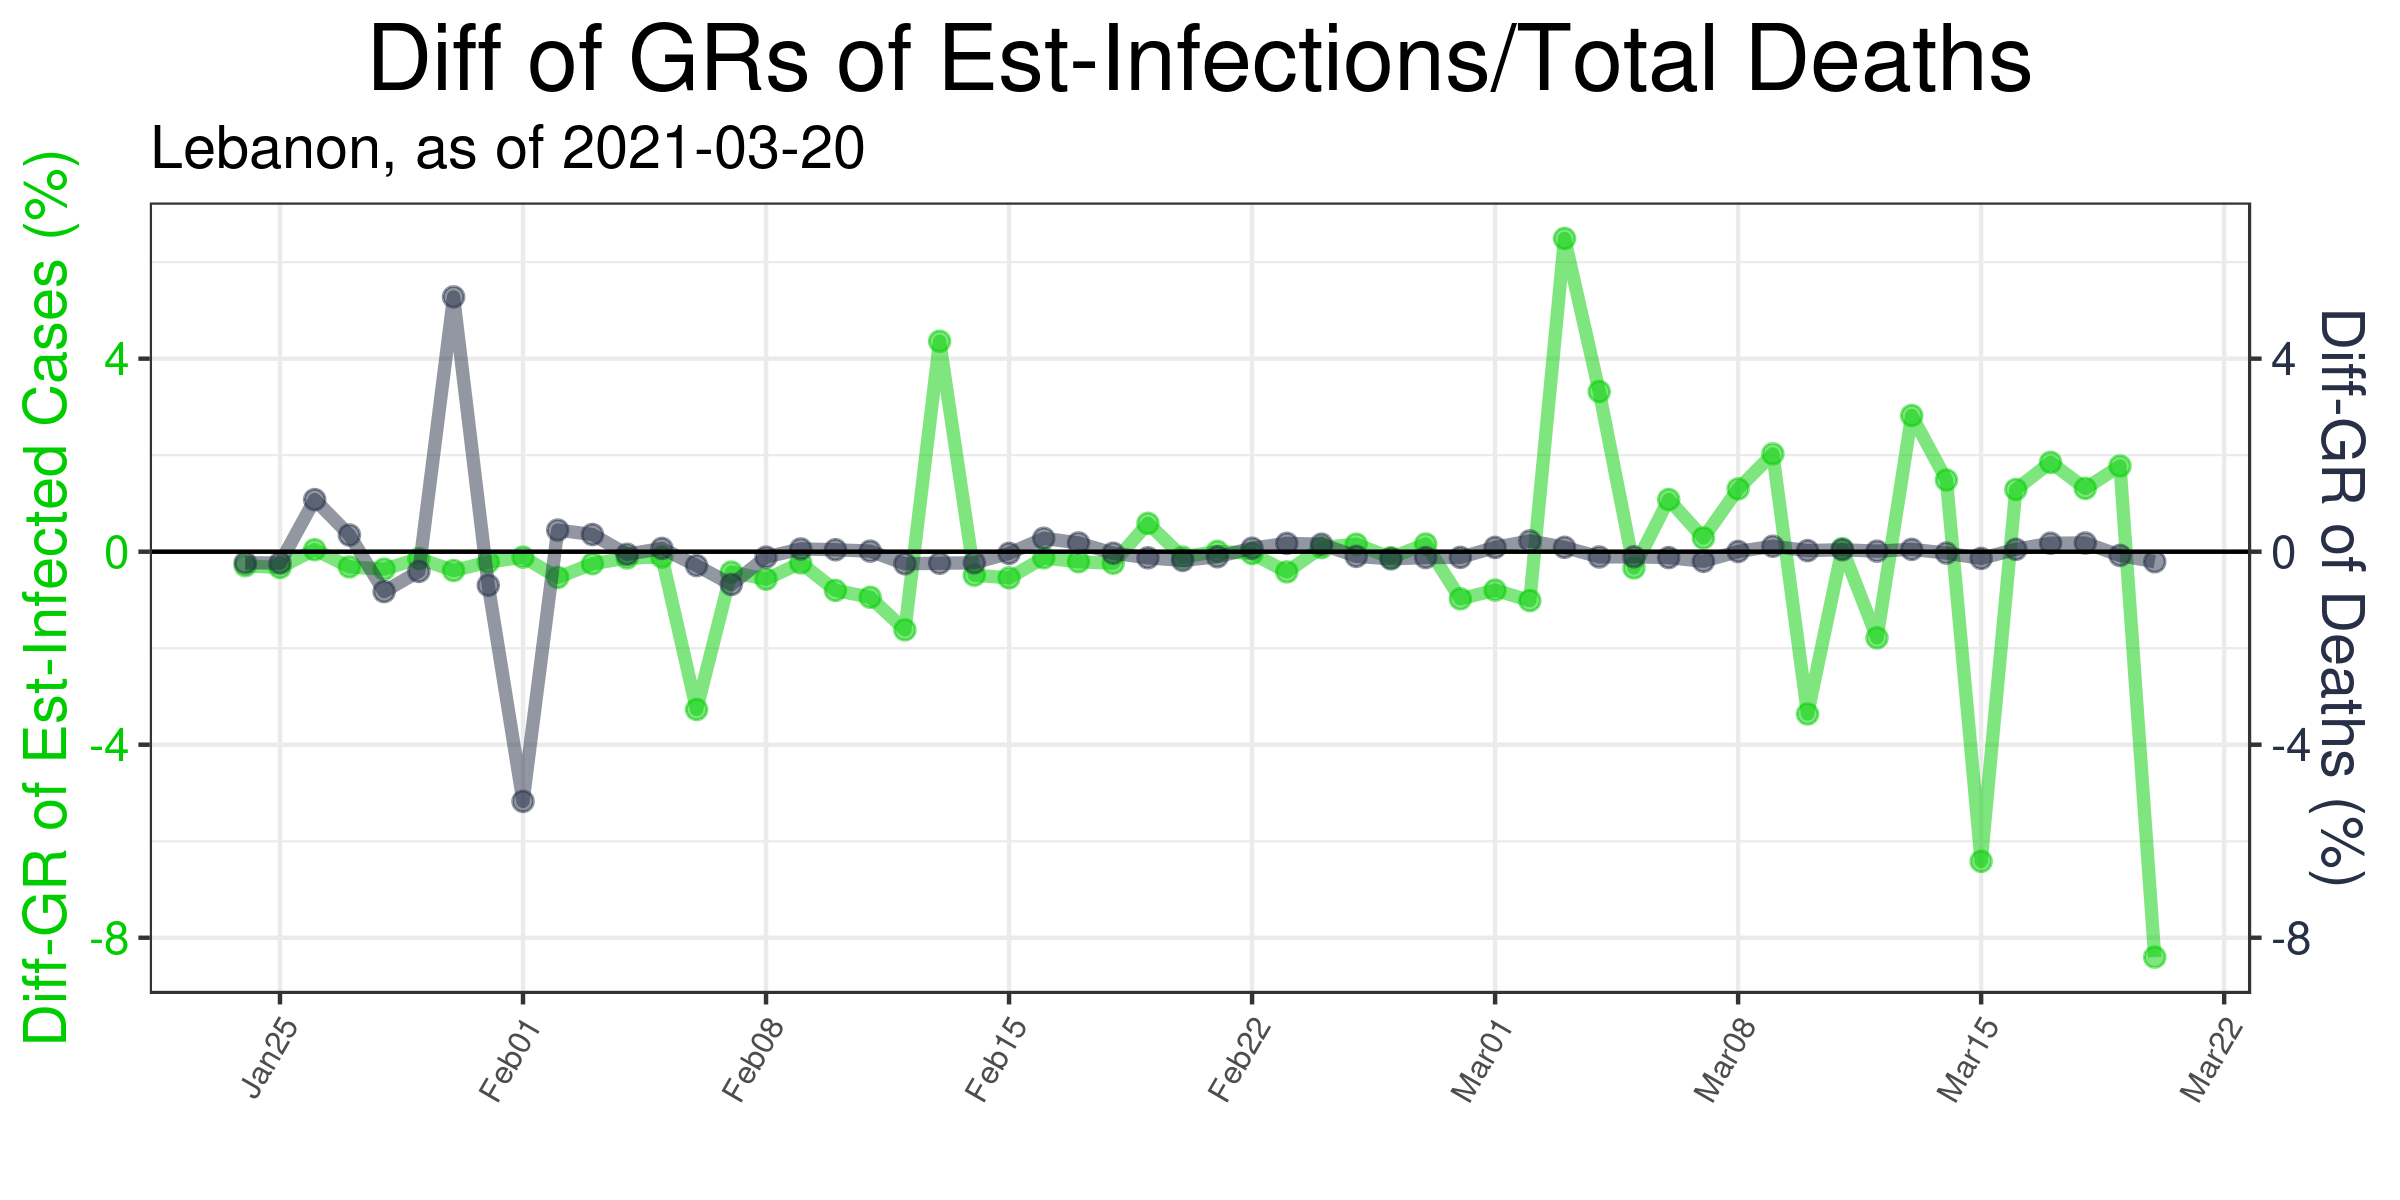 Diff of GRs of Est-Infections/Total Deaths
Lebanon, as of 2021-03-20
Diff-GR of Est-Infected Cases (%)
4
0
-4
-8
4
0
-4
-8
Diff-GR of Deaths (%)
Jan25
Feb01
Feb08
Feb15
Feb22
Mar01
Mar08
Mar15
Mar22